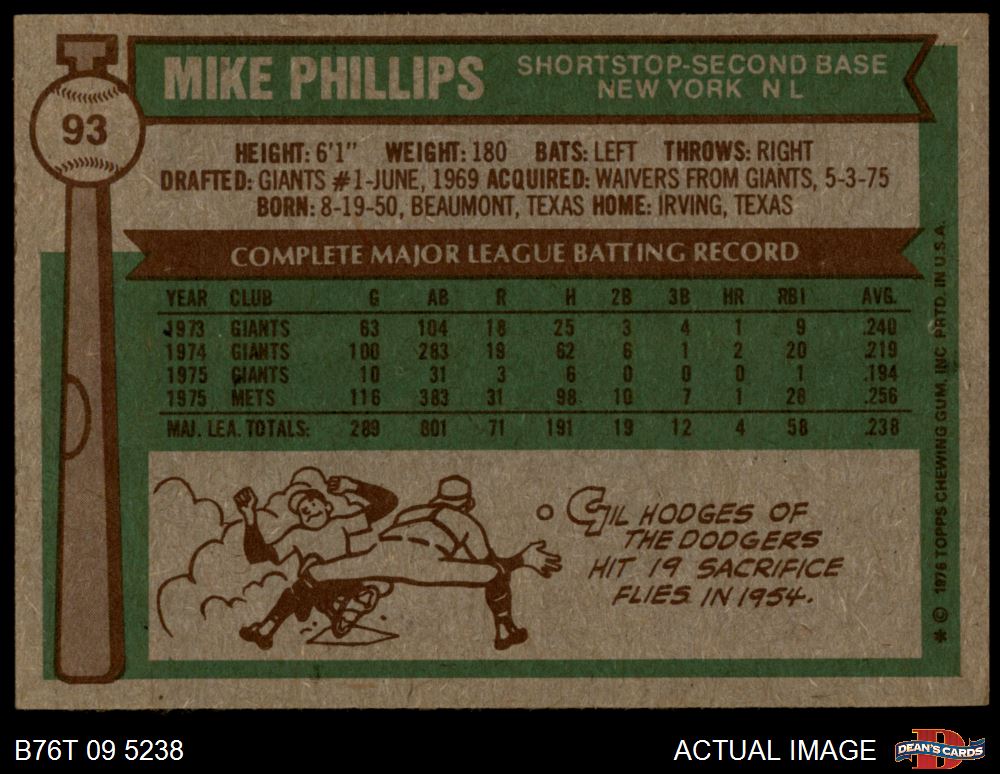 93
MIKE PHILLIPS
SHORTSTOP-SECOND BASE
NEW YORK N L
HEIGHT: 6'1" WEIGHT: 180 BATS: LEFT THROWS: RIGHT
DRAFTED: GIANTS #1-JUNE, 1969 ACQUIRED: WAIVERS FROM GIANTS, 5-3-75
BORN: 8-19-50, BEAUMONT, TEXAS HOME: IRVING, TEXAS
COMPLETE MAJOR LEAGUE BATTING RECORD
YEAR CLUB G AB R H 2B 3B HR RBI AVG.
1973 GIANTS 63 104 18 25 3 4 1 9 .240
1974 GIANTS 100 283 19 62 6 1 2 20 .219
1975 GIANTS 10 31 3 6 0 0 0 1 .194
1975 METS 116 383 31 98 10 7 1 28 .256
MAJ. LEA. TOTALS: 289 801 71 191 19 12 4 58 .238
GIL HODGES OF
THE DODGERS
HIT 19 SACRIFICE
FLIES IN 1954.
* © 1976 TOPPS CHEWING GUM, INC PRTD. IN U.S.A.
B76T 09 5238
ACTUAL IMAGE
D
DEAN'S CARDS